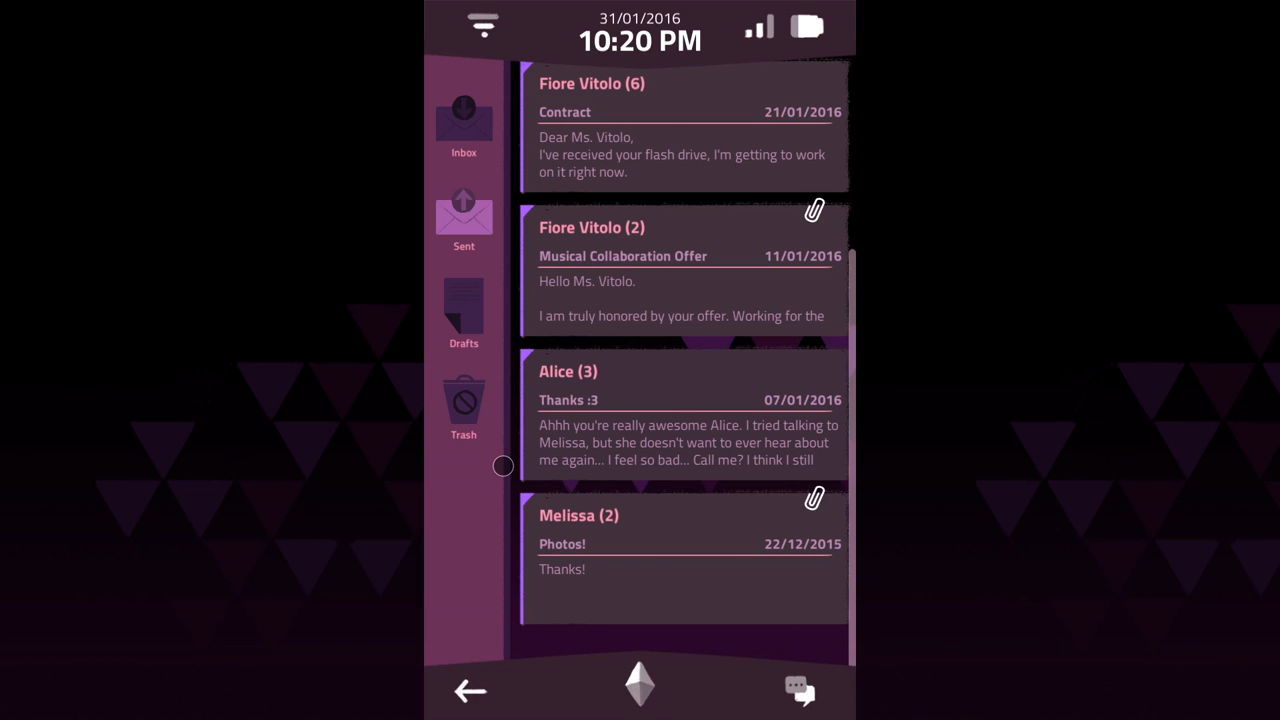 31/01/2016
10:20 PM
Inbox
Sent
Drafts
Trash
Fiore Vitolo (6)
Contract 21/01/2016
Dear Ms. Vitolo,
I've received your flash drive, I'm getting to work
on it right now.
Fiore Vitolo (2)
Musical Collaboration Offer 11/01/2016
Hello Ms. Vitolo.
I am truly honored by your offer. Working for the
Alice (3)
Thanks :3 07/01/2016
Ahhh you're really awesome Alice. I tried talking to
Melissa, but she doesn't want to ever hear about
me again... I feel so bad... Call me? I think I still
Melissa (2)
Photos! 22/12/2015
Thanks!